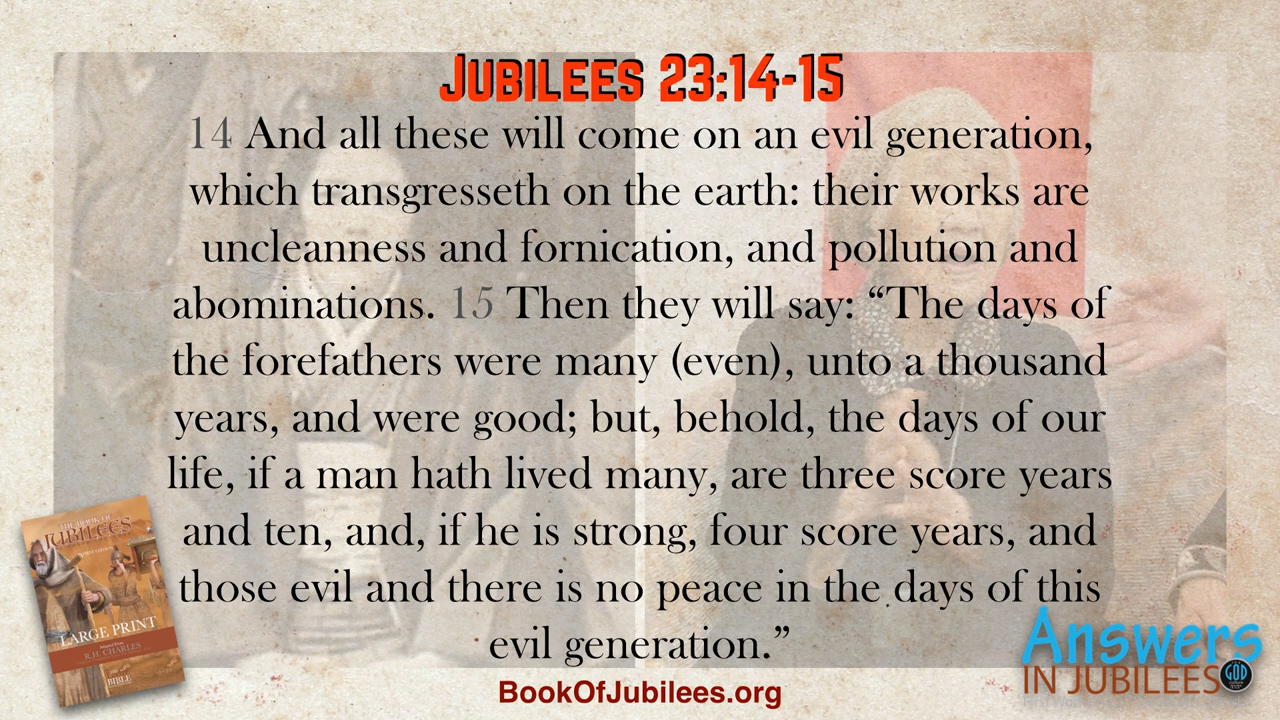 JUBILEES 23:14-15
14 And all these will come on an evil generation,
which transgresseth on the earth: their works are
uncleanness and fornication, and pollution and
abominations. 15 Then they will say: “The days of
the forefathers were many (even), unto a thousand
years, and were good; but, behold, the days of our
life, if a man hath lived many, are three score years
and ten, and, if he is strong, four score years, and
those evil and there is no peace in the days of this
evil generation.”
THE BOOK OF
JUBILEES
LARGE PRINT
Adapted From
R.H. CHARLES
BIBLE
BookOfJubilees.org
Answers
IN JUBILEES
GOD